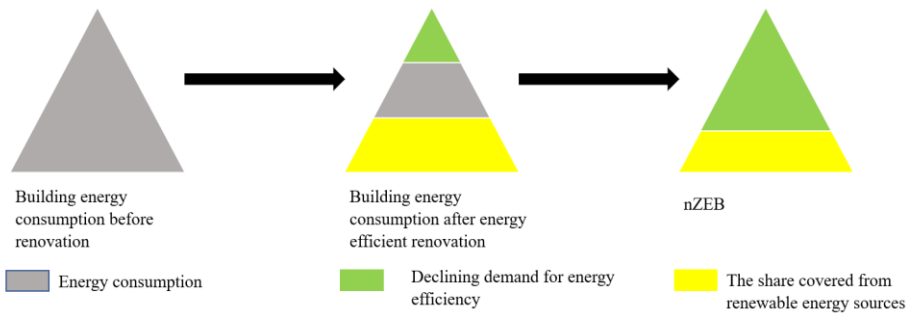 Building energy
consumption before
renovation
Building energy
consumption after energy
efficient renovation
nZEB
Energy consumption
Declining demand for energy
efficiency
The share covered from
renewable energy sources